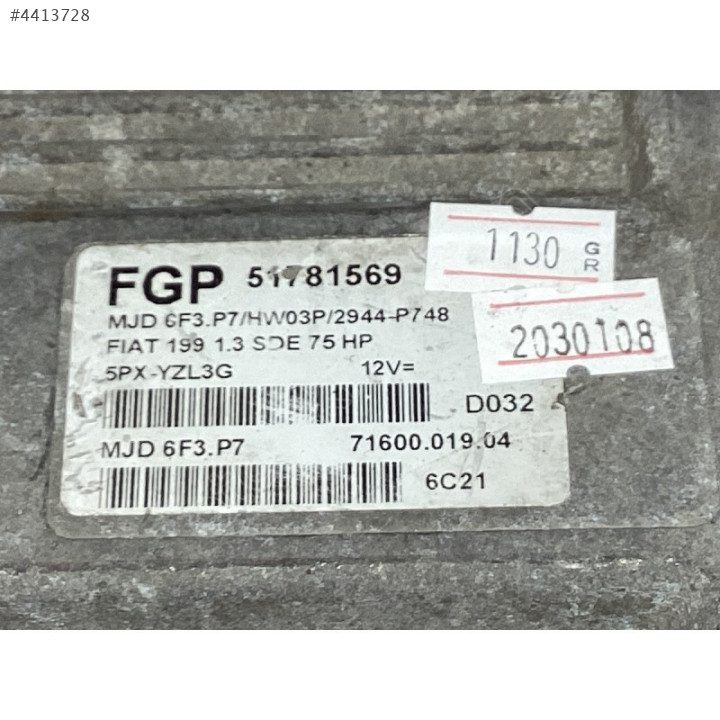 #4413728
1130 GR
FGP 51781569
MJD 6F3.P7/HW03P/2944-P748
2030108
FIAT 199 1.3 SDE 75 HP
5PX-YZL3G 12V=
D032
MJD 6F3.P7 71600.019.04
6C21